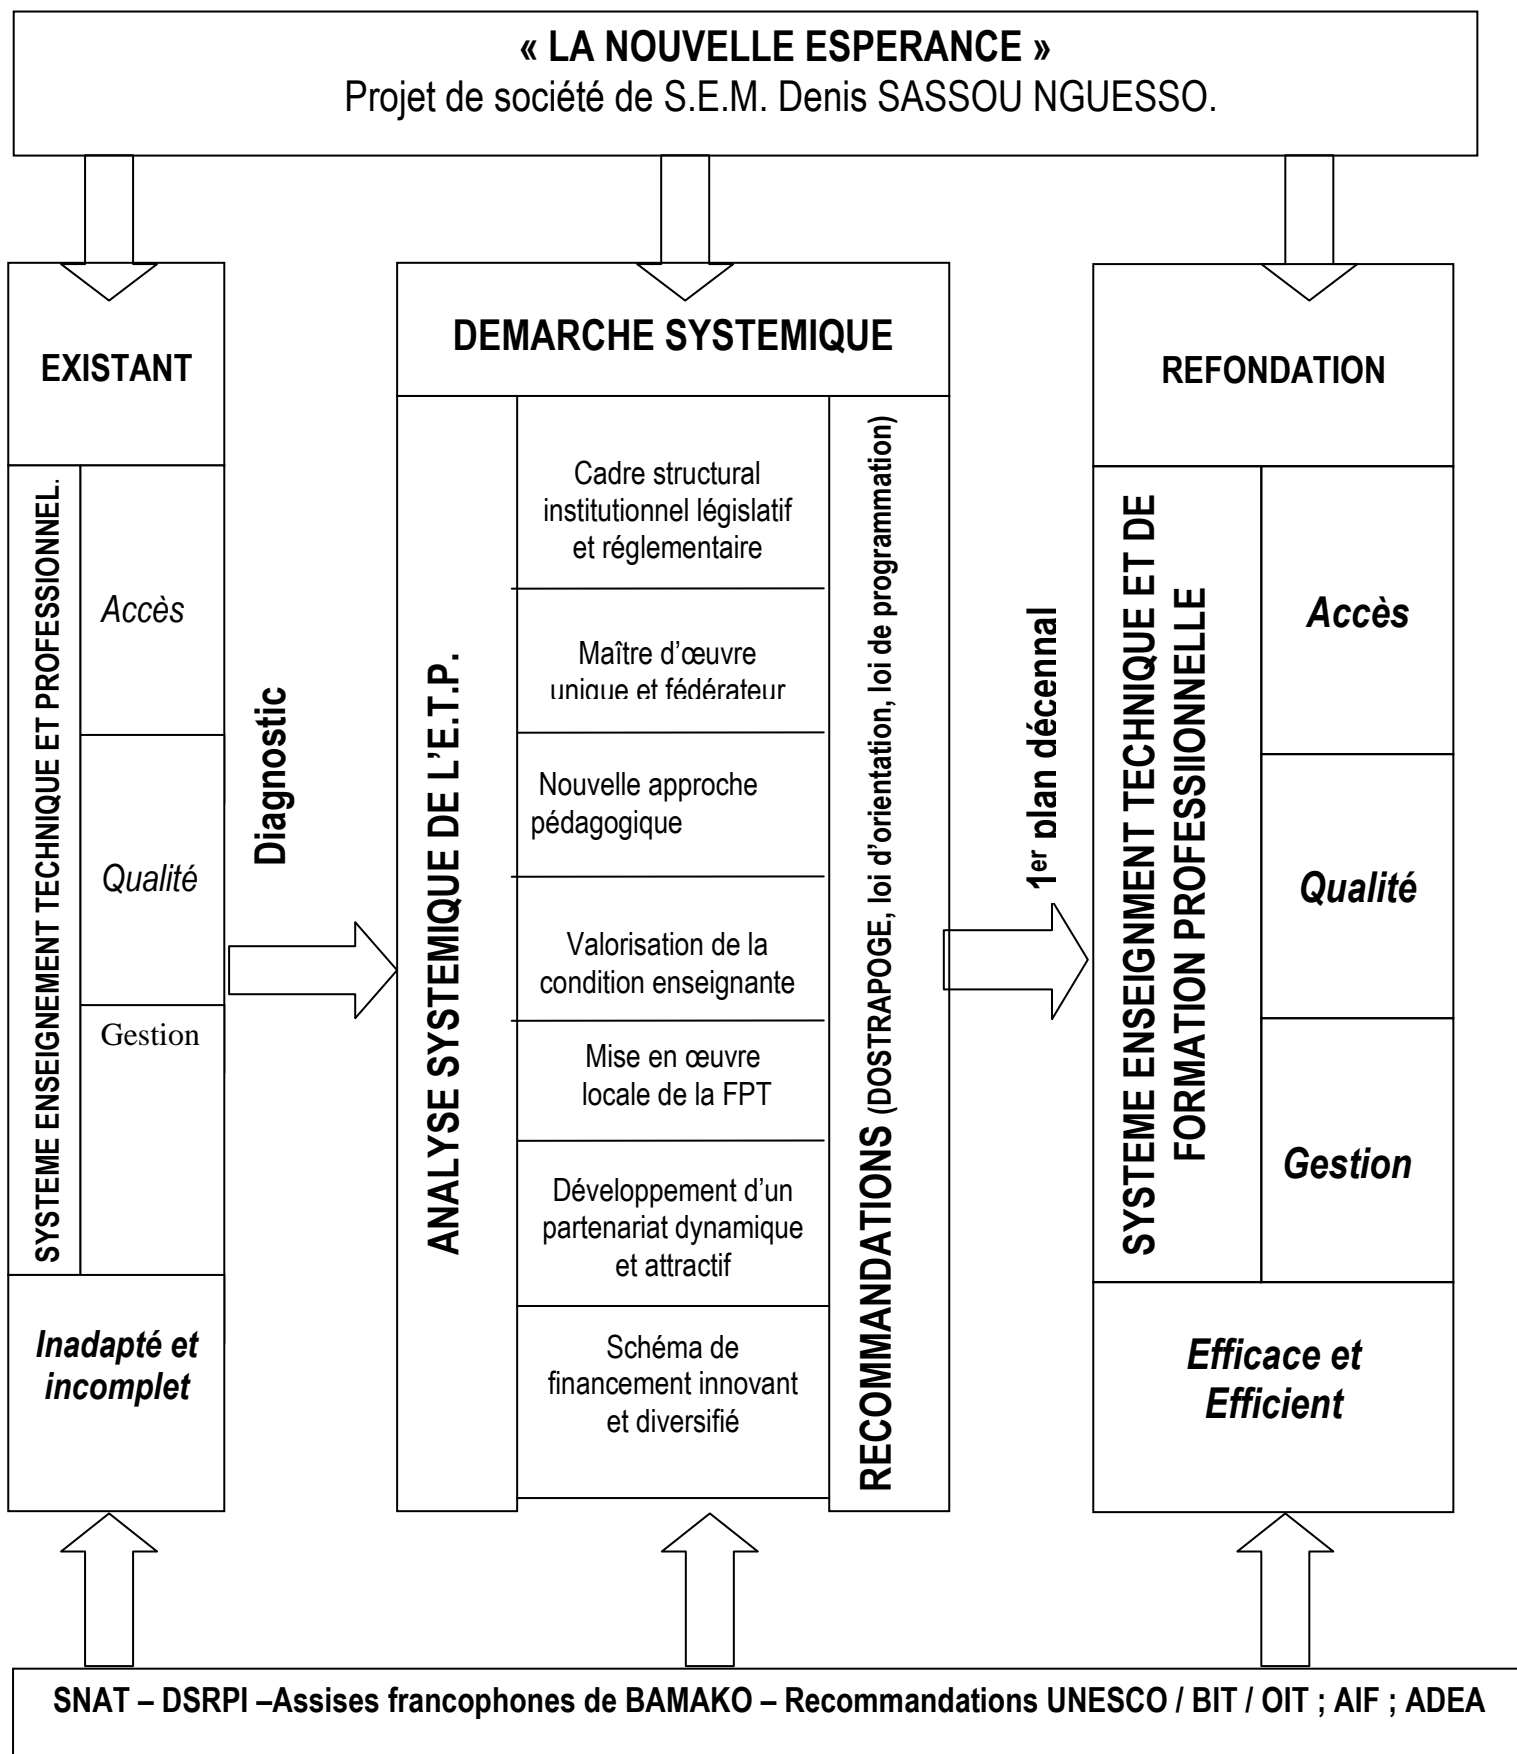 « LA NOUVELLE ESPERANCE »
Projet de société de S.E.M. Denis SASSOU NGUESSO.
EXISTANT
SYSTEME ENSEIGNEMENT TECHNIQUE ET PROFESSIONNEL.
Accès
Qualité
Gestion
Inadapté et
incomplet
Diagnostic
DEMARCHE SYSTEMIQUE
ANALYSE SYSTEMIQUE DE L'E.T.P.
Cadre structural
institutionnel législatif
et réglementaire
Maître d'œuvre
unique et fédérateur
Nouvelle approche
pédagogique
Valorisation de la
condition enseignante
Mise en œuvre
locale de la FPT
Développement d'un
partenariat dynamique
et attractif
Schéma de
financement innovant
et diversifié
RECOMMANDATIONS (DOSTRAPOGE, loi d'orientation, loi de programmation)
1er plan décennal
REFONDATION
SYSTEME ENSEIGNMENT TECHNIQUE ET DE
FORMATION PROFESSIIONNELLE
Accès
Qualité
Gestion
Efficace et
Efficient
SNAT – DSRPI –Assises francophones de BAMAKO – Recommandations UNESCO / BIT / OIT ; AIF ; ADEA